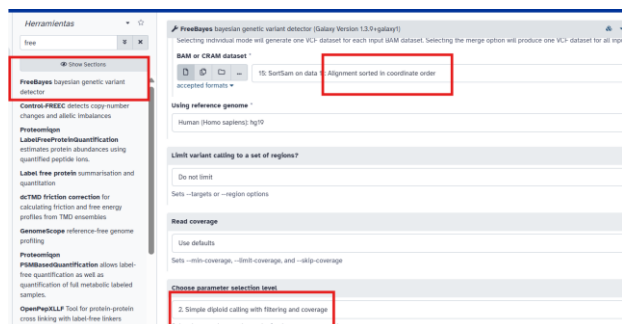 Herramientas
free
Show Sections
FreeBayes bayesian genetic variant
detector
Control-FREEC detects copy-number
changes and allelic imbalances
Proteomiqon
LabelFreeProteinQuantification
estimates protein abundances using
quantified peptide ions.
Label free protein summarisation and
quantitation
dcTMD friction correction for
calculating friction and free energy
profiles from TMD ensembles
GenomeScope reference-free genome
profiling
Proteomiqon
PSMBasedQuantification allows label-
free quantification as well as
quantification of full metabolic labeled
samples.
OpenPepXLLF Tool for protein-protein
cross linking with label-free linkers
FreeBayes bayesian genetic variant detector (Galaxy Version 1.3.9+galaxy1)
Selecting individual mode will generate one VCF dataset for each input BAM dataset. Selecting the merge option will produce one VCF dataset for all
BAM or CRAM dataset *
15: SortSam on data : Alignment sorted in coordinate order
accepted formats
Using reference genome *
Human (Homo sapiens): hg19
Limit variant calling to a set of regions?
Do not limit
Sets --targets or --region options
Read coverage
Use defaults
Sets --min-coverage, --limit-coverage, and --skip-coverage
Choose parameter selection level
2. Simple diploid calling with filtering and coverage